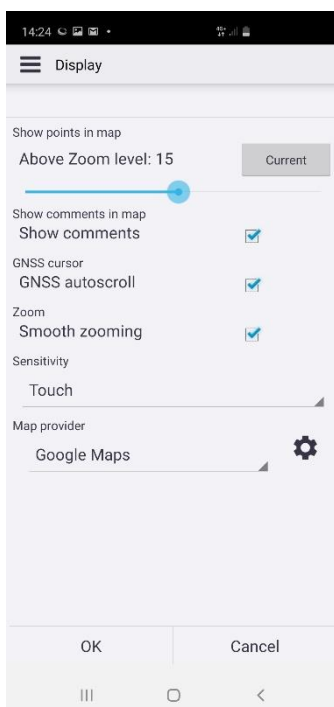 14:24
Display
Show points in map
Above Zoom level: 15
Current
Show comments in map
Show comments
GNSS cursor
GNSS autoscroll
Zoom
Smooth zooming
Sensitivity
Touch
Map provider
Google Maps
OK
Cancel